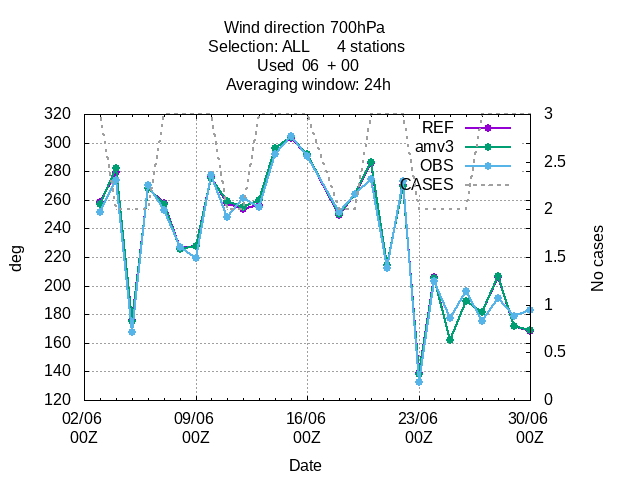 Wind direction 700hPa
Selection: ALL      4 stations
Used  06  + 00
Averaging window: 24h
320
300
280
260
240
220
200
180
160
140
120
deg
3
2.5
2
1.5
1
0.5
0
No cases
REF
amv3
OBS
CASES
02/06 09/06 16/06 23/06 30/06
00Z 00Z 00Z 00Z 00Z
Date